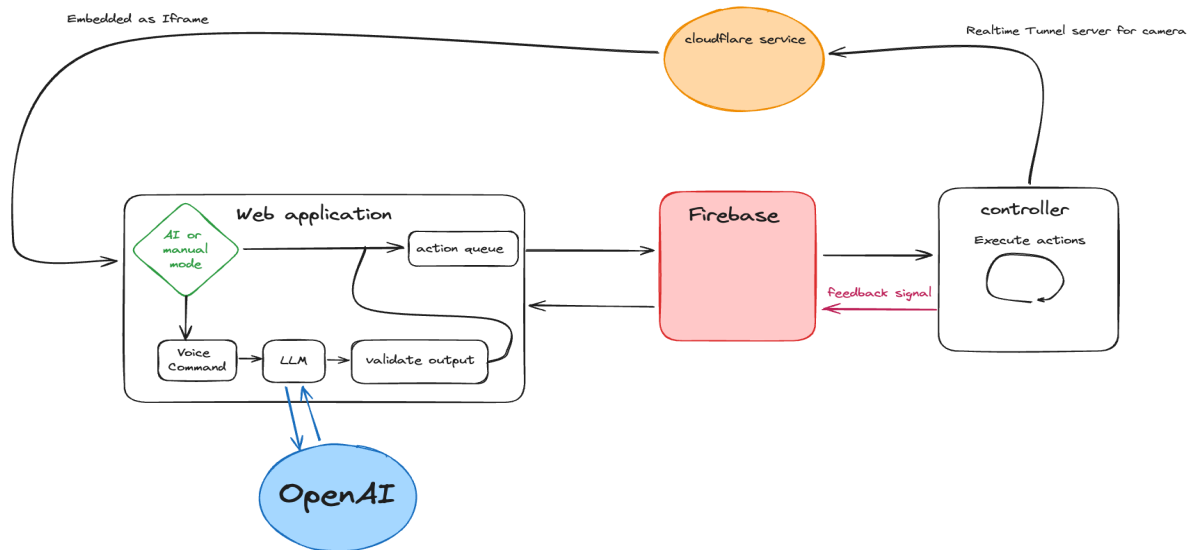 Embedded as Iframe
cloudflare service
Realtime Tunnel server for camera
Web application
AI or
manual
mode
action queue
Voice
Command
LLM
validate output
OpenAI
Firebase
feedback signal
controller
Execute actions